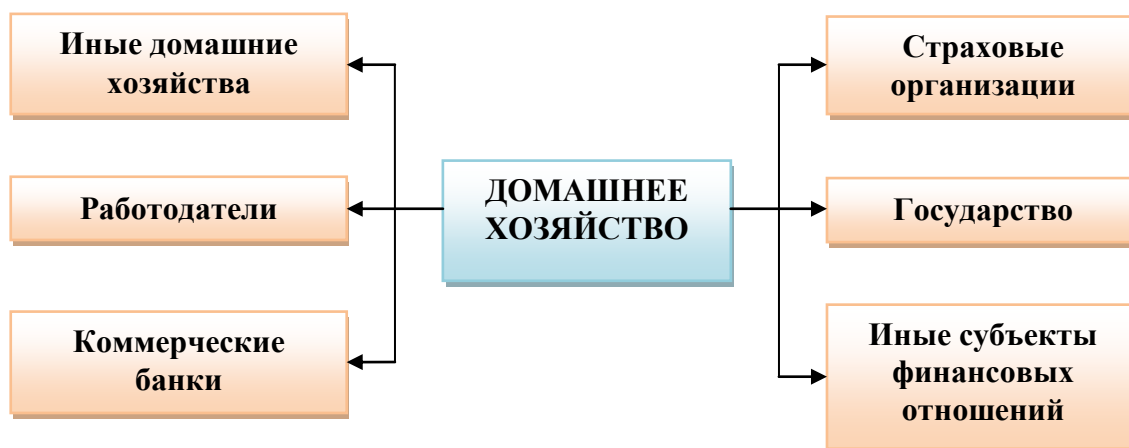 Иные домашние
хозяйства
Работодатели
Коммерческие
банки
ДОМАШНЕЕ
ХОЗЯЙСТВО
Страховые
организации
Государство
Иные субъекты
финансовых
отношений